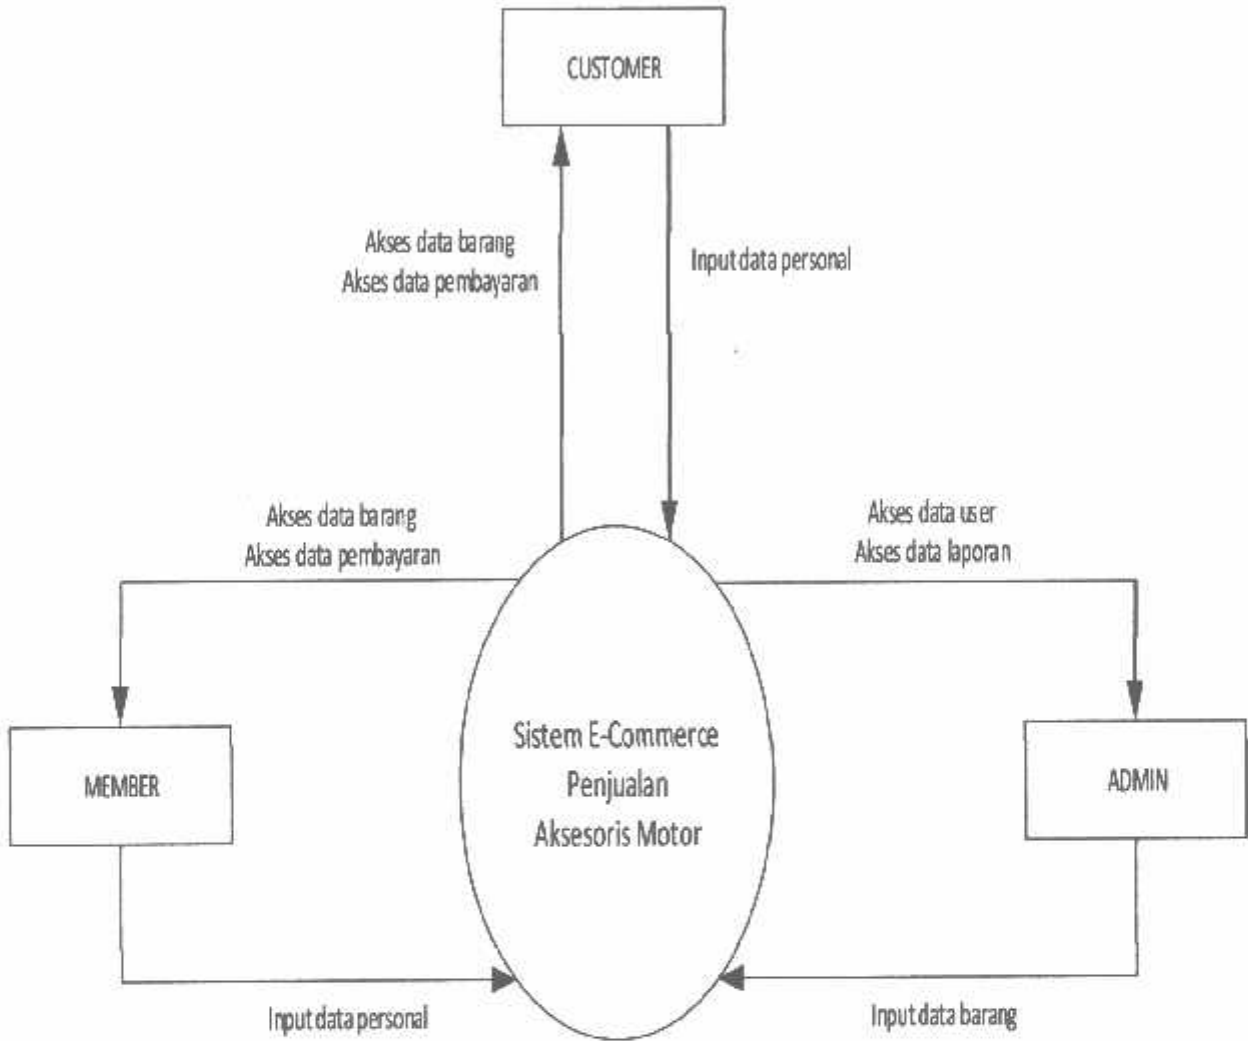 CUSTOMER
Akses data barang
Akses data pembayaran
Input data personal
Akses data barang
Akses data pembayaran
Akses data user
Akses data laporan
MEMBER
Sistem E-Commerce
Penjualan
Aksesoris Motor
ADMIN
Input data personal
Input data barang